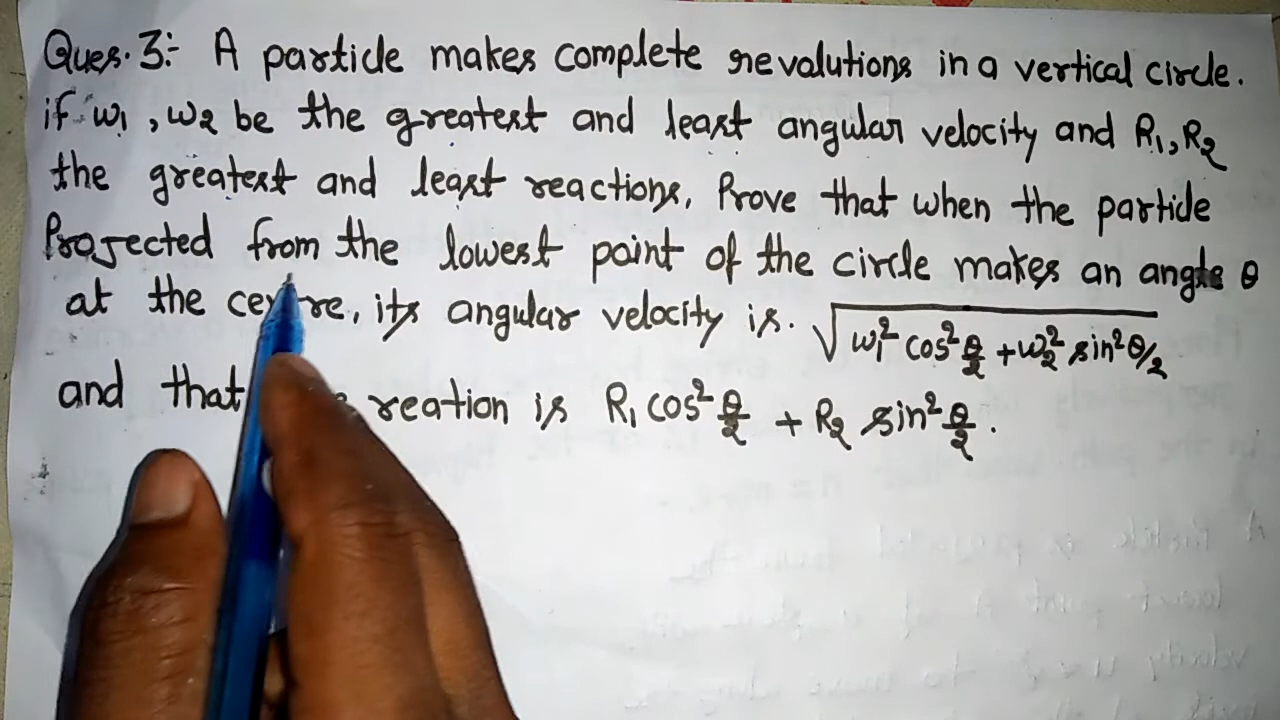 Ques. 3:- A particle makes complete revolutions in a vertical circle.
if ω₁, ω₂ be the greatest and least angular velocity and R₁, R₂
the greatest and least reactions, Prove that when the particle
Projected from the lowest point of the circle makes an angle θ
at the centre, its angular velocity is. √(ω₁² cos² θ/2 + ω₂² sin² θ/2)
and that reation is R₁ cos² θ/2 + R₂ sin² θ/2 .